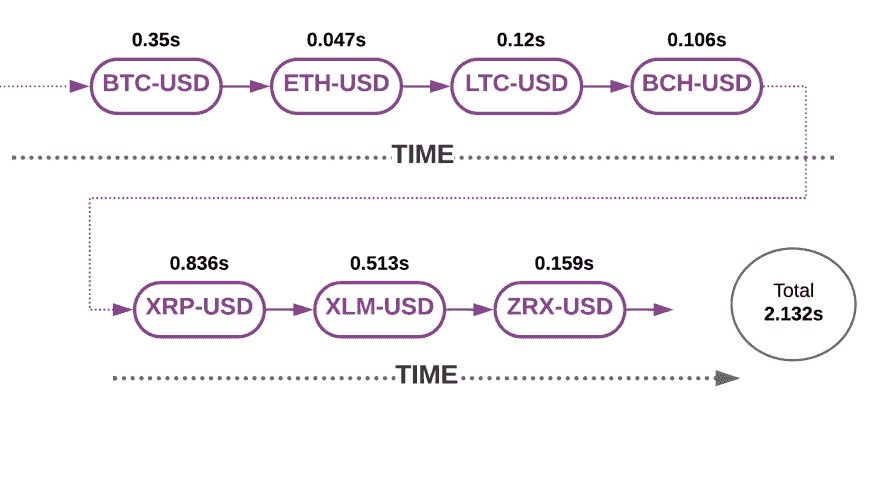 0.35s 0.047s 0.12s 0.106s
BTC-USD ETH-USD LTC-USD BCH-USD
TIME
0.836s 0.513s 0.159s
XRP-USD XLM-USD ZRX-USD
Total
2.132s
TIME